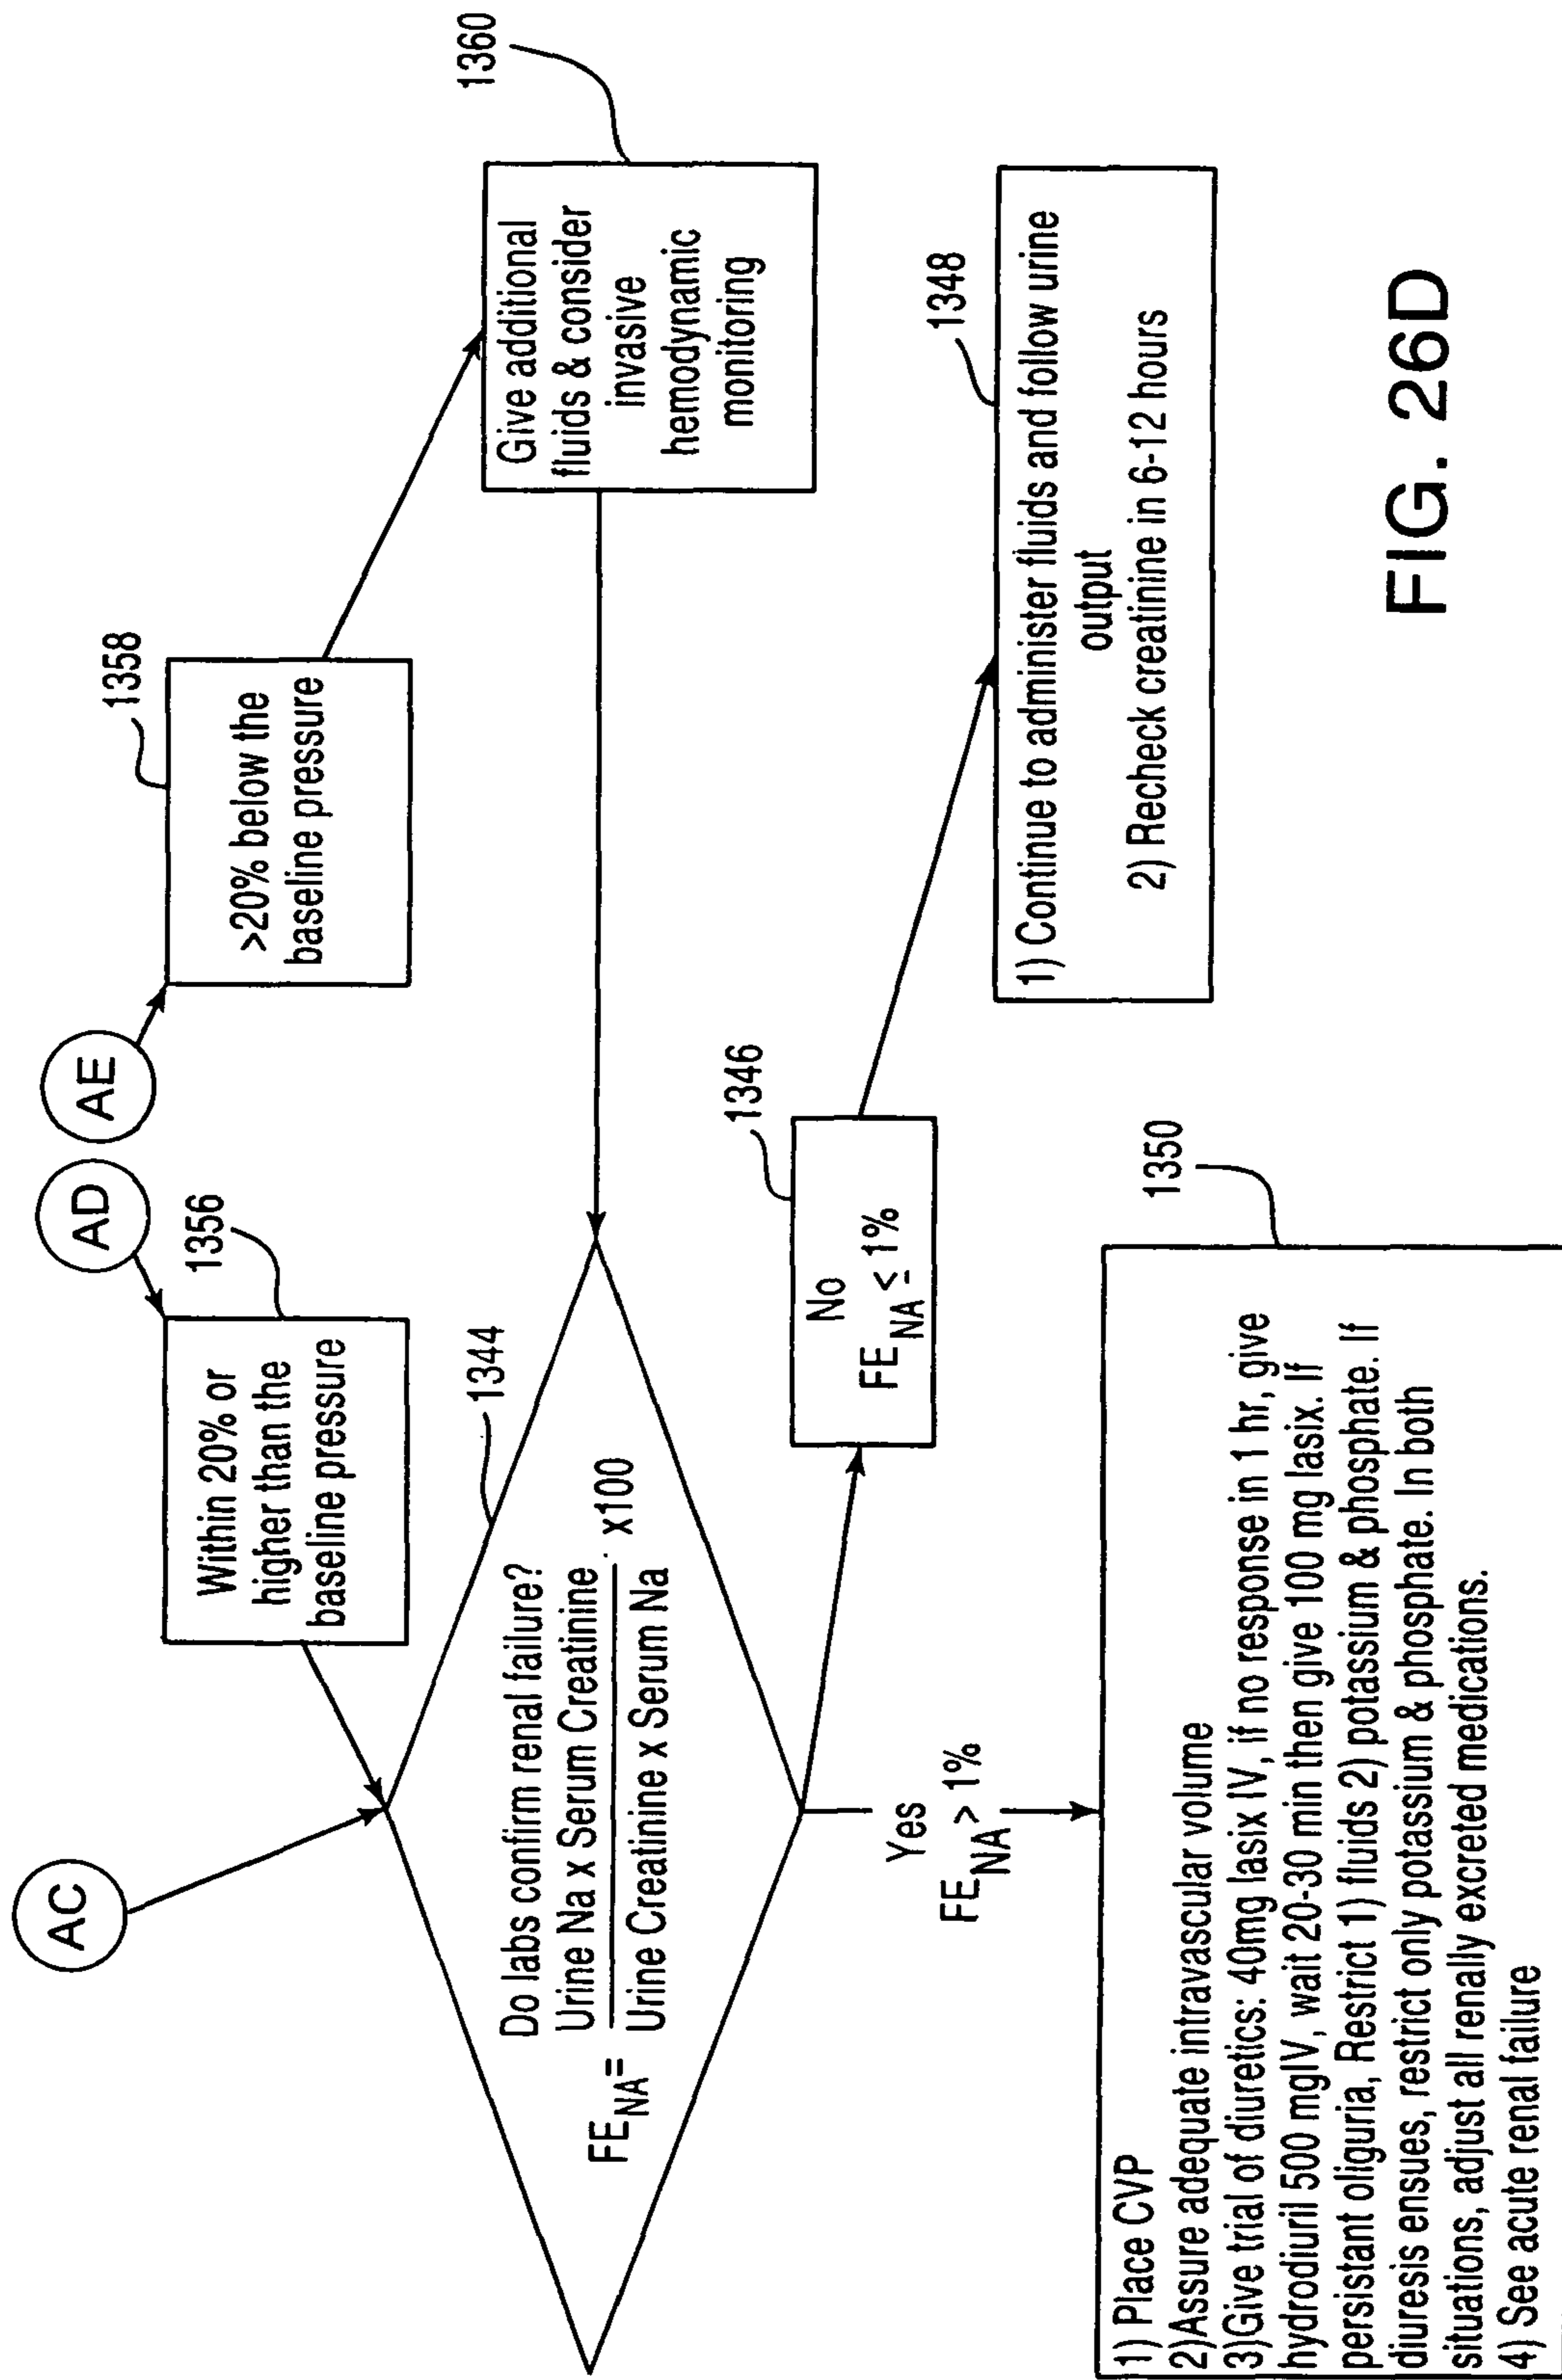 AC
AD
AE
1356
Within 20% or
higher than the
baseline pressure
1358
>20% below the
baseline pressure
1344
Do labs confirm renal failure?
FE NA = Urine Na x Serum Creatinine x100
Urine Creatinine x Serum Na
1360
Give additional
fluids & consider
invasive
hemodynamic
monitoring
Yes
FE NA > 1%
1346
No
FE NA ≤ 1%
1348
1) Continue to administer fluids and follow urine
output
2) Recheck creatinine in 6-12 hours
1350
1) Place CVP
2)Assure adequate intravascular volume
3)Give trial of diuretics: 40mg lasix IV, if no response in 1 hr, give
hydrodiuril 500 mgIV, wait 20-30 min then give 100 mg lasix. If
persistant oliguria, Restrict 1) fluids 2) potassium & phosphate. If
diuresis ensues, restrict only potassium & phosphate. In both
situations, adjust all renally excreted medications.
4) See acute renal failure
FIG. 26D